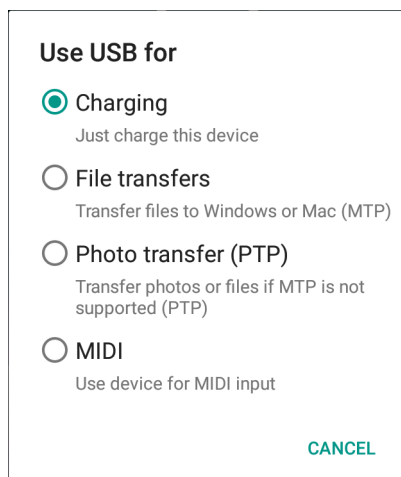 Use USB for
Charging
Just charge this device
File transfers
Transfer files to Windows or Mac (MTP)
Photo transfer (PTP)
Transfer photos or files if MTP is not
supported (PTP)
MIDI
Use device for MIDI input
CANCEL